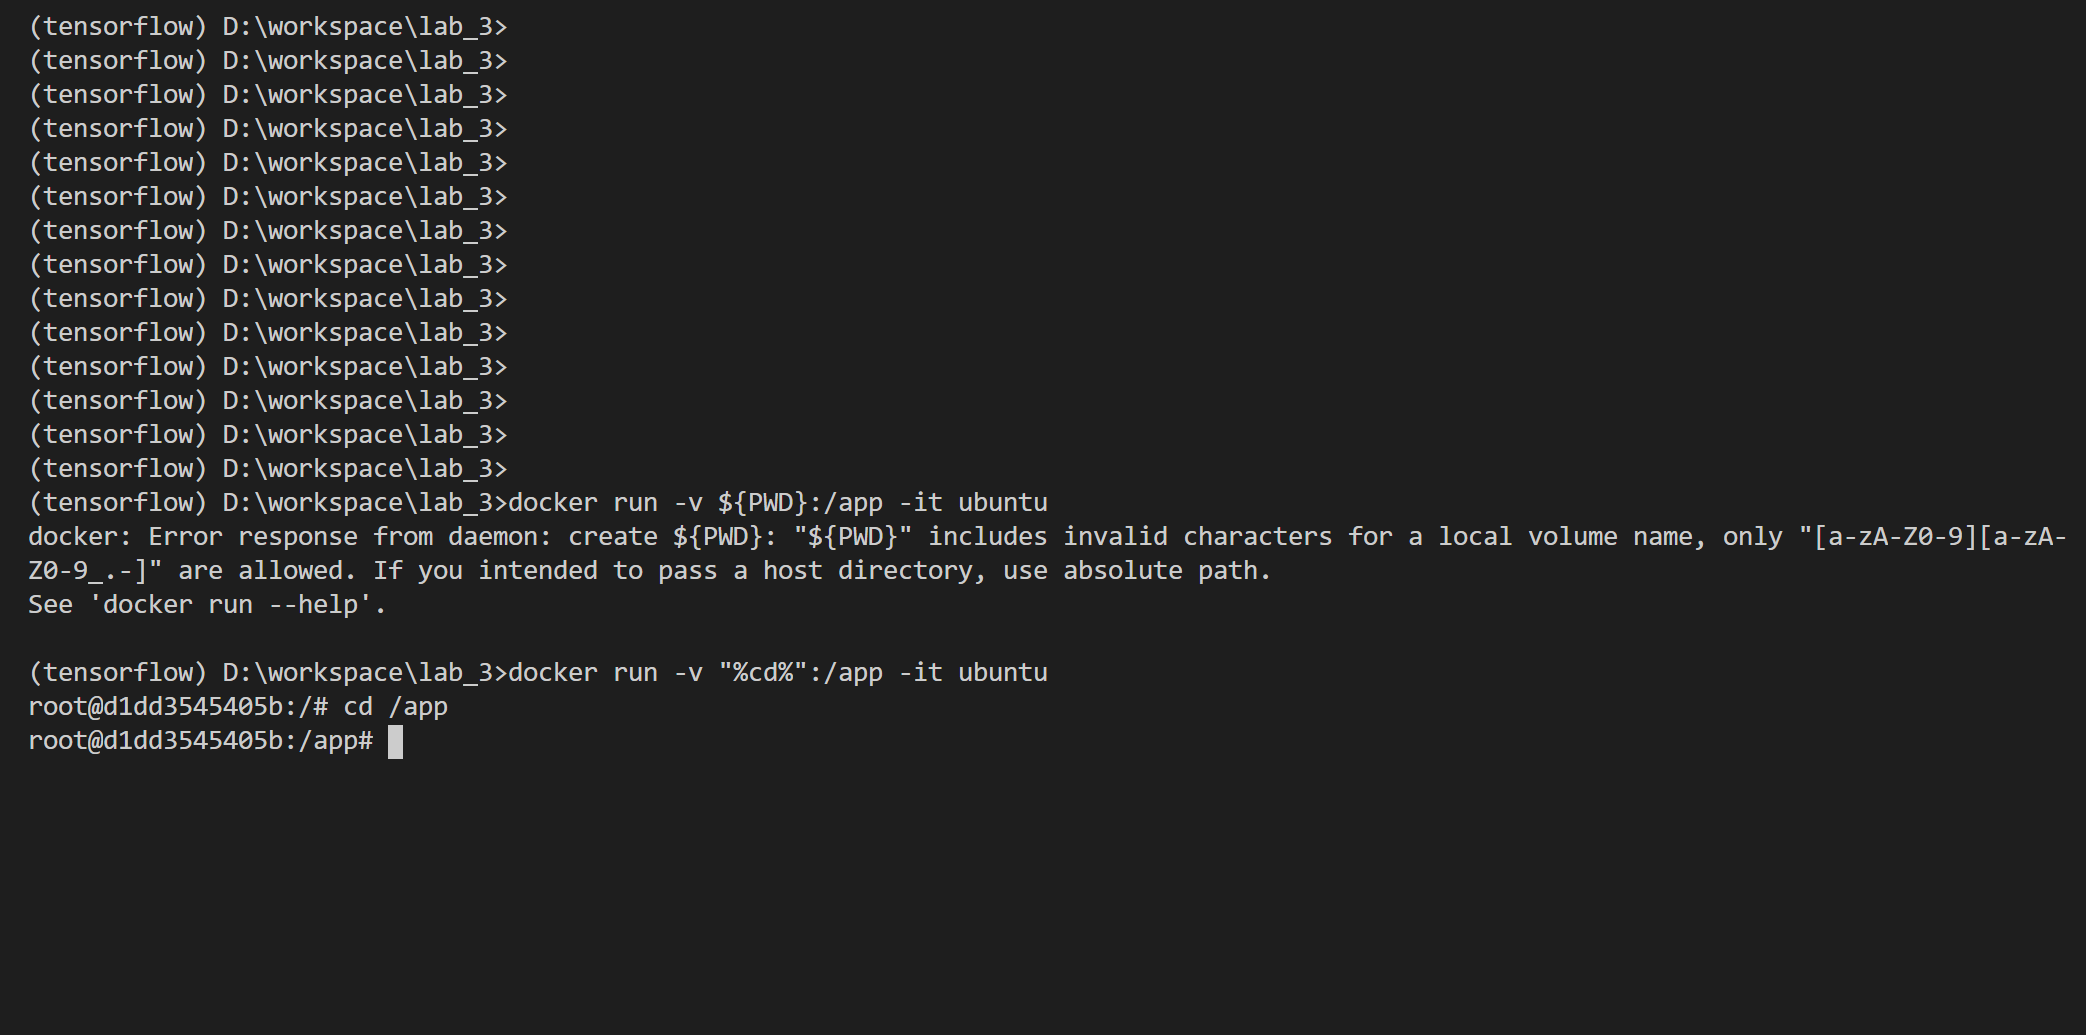 (tensorflow) D:\workspace\lab_3>
(tensorflow) D:\workspace\lab_3>
(tensorflow) D:\workspace\lab_3>
(tensorflow) D:\workspace\lab_3>
(tensorflow) D:\workspace\lab_3>
(tensorflow) D:\workspace\lab_3>
(tensorflow) D:\workspace\lab_3>
(tensorflow) D:\workspace\lab_3>
(tensorflow) D:\workspace\lab_3>
(tensorflow) D:\workspace\lab_3>
(tensorflow) D:\workspace\lab_3>
(tensorflow) D:\workspace\lab_3>
(tensorflow) D:\workspace\lab_3>
(tensorflow) D:\workspace\lab_3>
(tensorflow) D:\workspace\lab_3>docker run -v ${PWD}:/app -it ubuntu
docker: Error response from daemon: create ${PWD}: "${PWD}" includes invalid characters for a local volume name, only "[a-zA-Z0-9][a-zA-
Z0-9_.-]" are allowed. If you intended to pass a host directory, use absolute path.
See 'docker run --help'.
(tensorflow) D:\workspace\lab_3>docker run -v "%cd%":/app -it ubuntu
root@d1dd3545405b:/# cd /app
root@d1dd3545405b:/app#